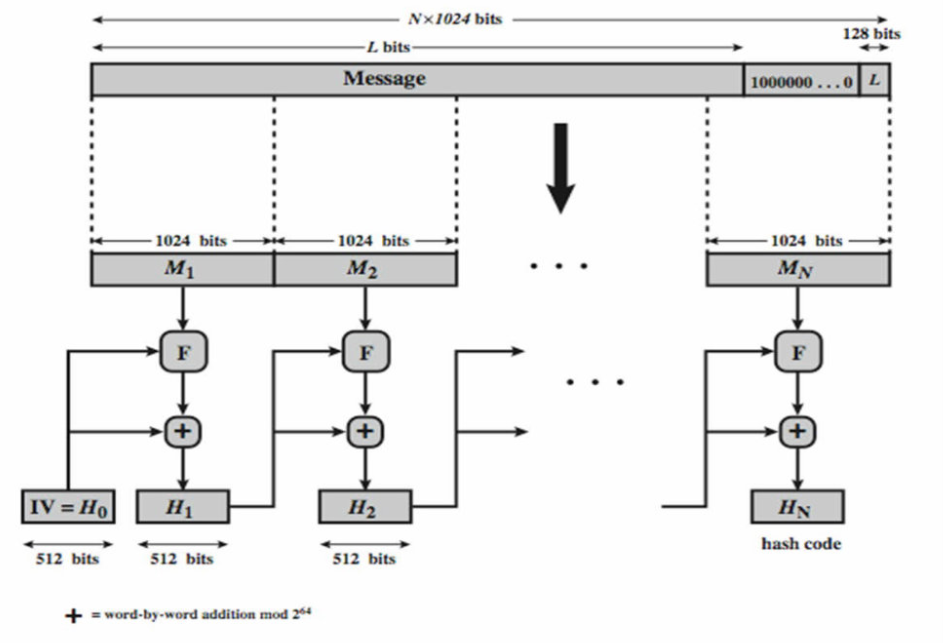 N×1024 bits
128 bits
L bits
Message 1000000 . . . 0 L
1024 bits 1024 bits 1024 bits
M1 M2 . . . MN
F F F
. . .
+ + +
IV = H0 H1 H2 HN
512 bits 512 bits 512 bits hash code
+ = word-by-word addition mod 2^64